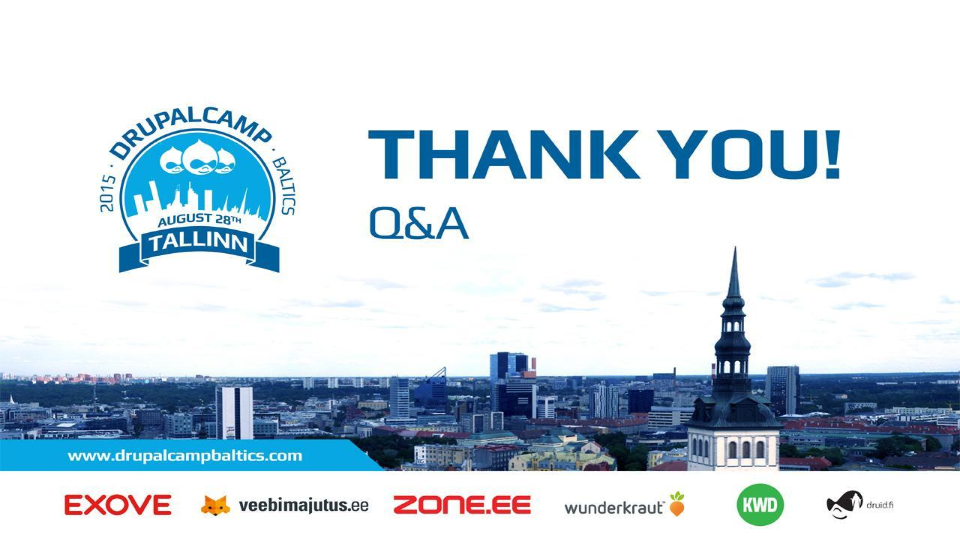 2015 · DRUPALCAMP · BALTICS
AUGUST 28TH
TALLINN
THANK YOU!
Q&A
www.drupalcampbaltics.com
EXOVE
veebimajutus.ee
ZONE.EE
wunderkraut™
KWD
druid.fi